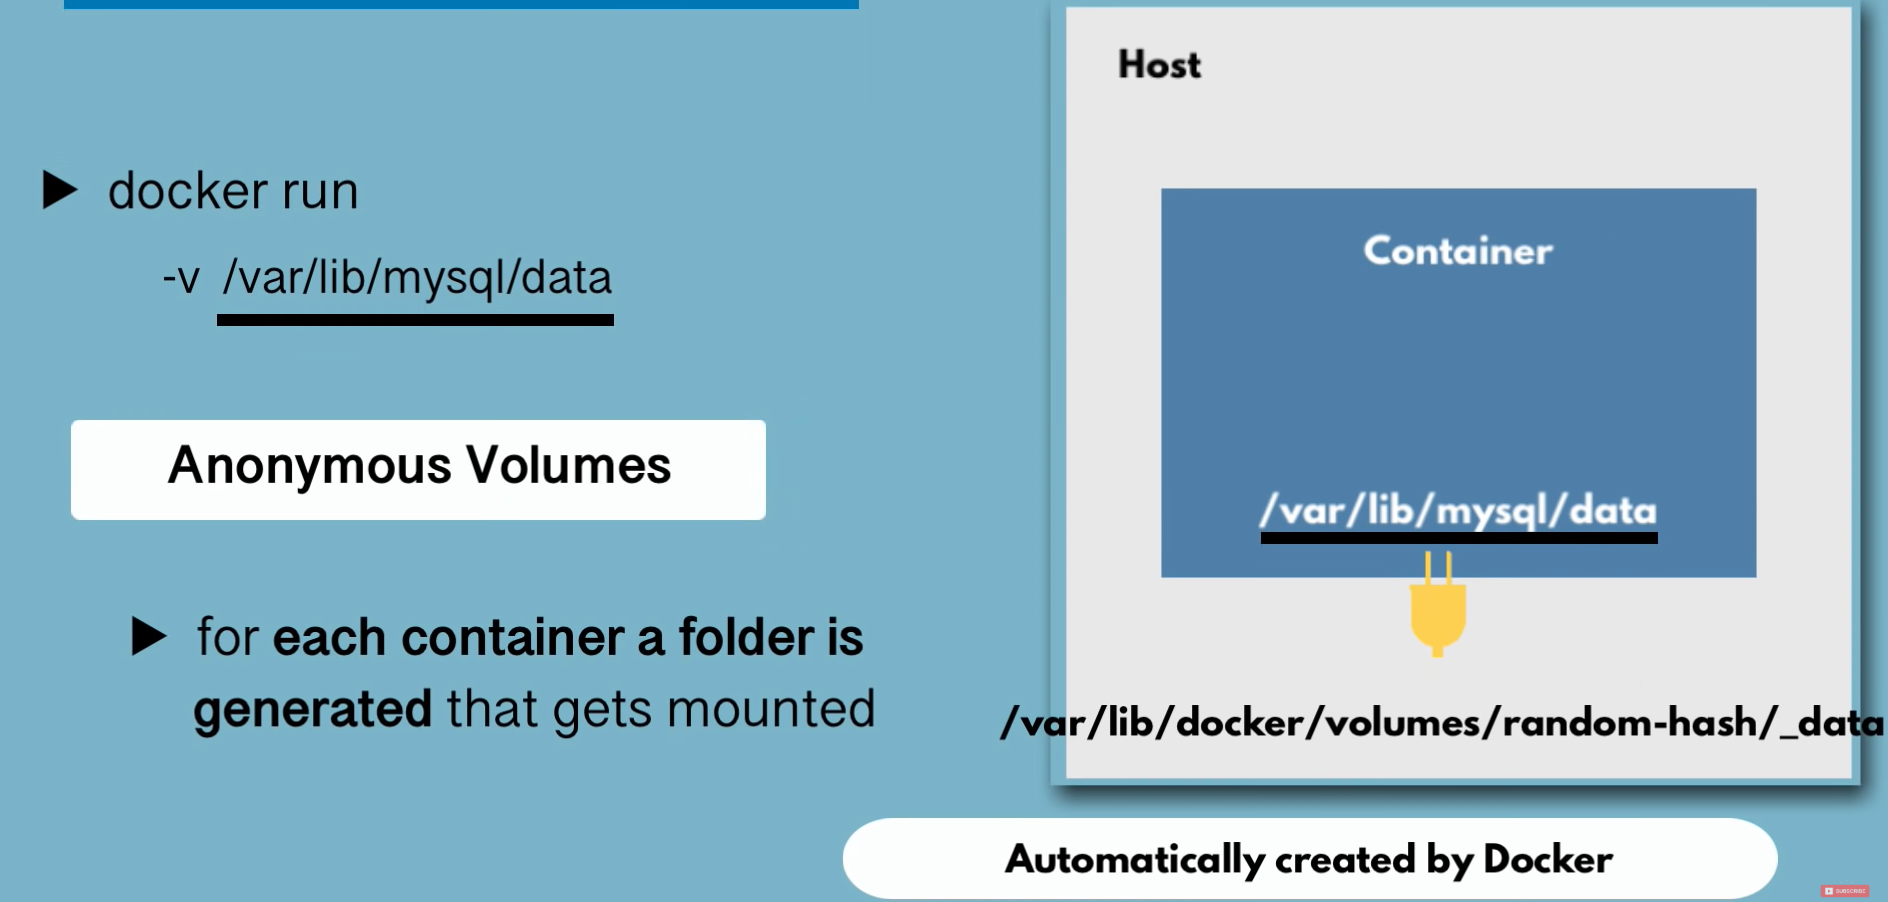 docker run
-v /var/lib/mysql/data
Anonymous Volumes
for each container a folder is
generated that gets mounted
Host
Container
/var/lib/mysql/data
/var/lib/docker/volumes/random-hash/_data
Automatically created by Docker
SUBSCRIBE